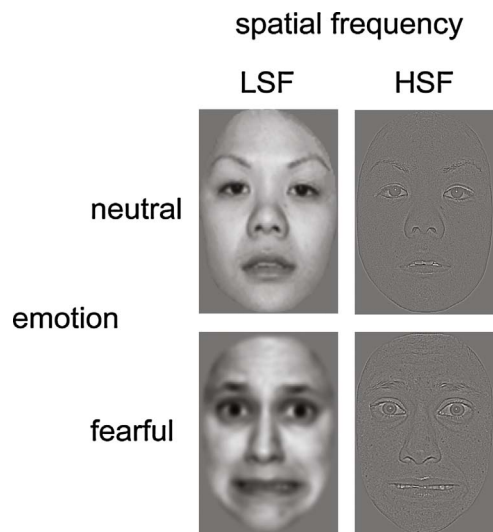 spatial frequency
LSF HSF
neutral
emotion
fearful